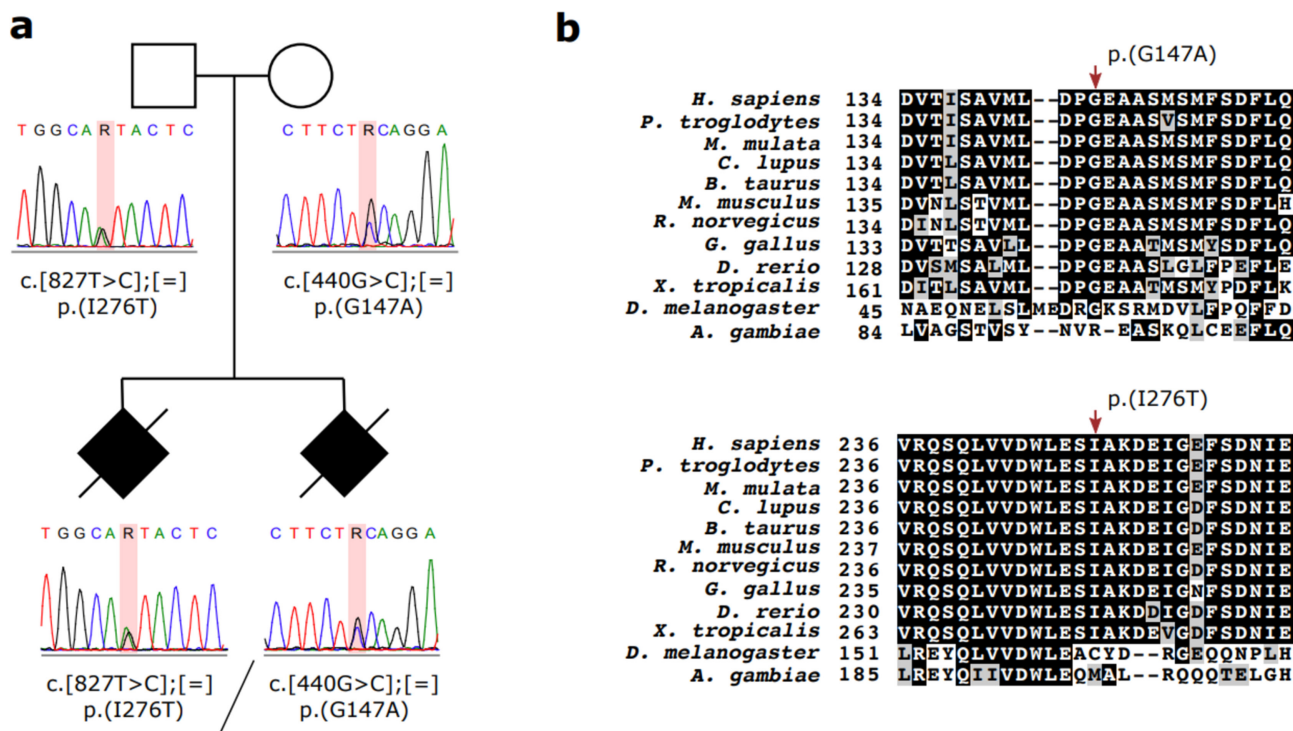 a
T G G C A R T A C T C
C T T C T R C A G G A
c.[827T>C];[=]
p.(I276T)
c.[440G>C];[=]
p.(G147A)
T G G C A R T A C T C
C T T C T R C A G G A
c.[827T>C];[=]
p.(I276T)
c.[440G>C];[=]
p.(G147A)
b
p.(G147A)
H. sapiens 134 DVTISAVML--DPGEAASMSMFSDFLQ
P. troglodytes 134 DVTISAVML--DPGEAASVSMFSDFLQ
M. mulata 134 DVTISAVML--DPGEAASMSMFSDFLQ
C. lupus 134 DVTLSAVML--DPGEAASMSMFSDFLQ
B. taurus 134 DVTLSAVML--DPGEAASMSMFSDFLQ
M. musculus 135 DVNLSTVML--DPGEAASMSMFSDFLH
R. norvegicus 134 DINLSTVML--DPGEAASMSMFSDFLQ
G. gallus 133 DVTTSAVLL--DPGEAATMSMYSDFLQ
D. rerio 128 DVSMSALML--DPGEAASLGLFPEFLE
X. tropicalis 161 DITLSAVML--DPGEAATMSMYPDFLK
D. melanogaster 45 NAEQNELSLMEDRGKSRMDVLFPQFFD
A. gambiae 84 LVAGSTVSY--NVR-EASKQLCEEFLQ
p.(I276T)
H. sapiens 236 VRQSQLVVDWLESIAKDEIGEFSDNIE
P. troglodytes 236 VRQSQLVVDWLESIAKDEIGEFSDNIE
M. mulata 236 VRQSQLVVDWLESIAKDEIGEFSDNIE
C. lupus 236 VRQSQLVVDWLESIAKDEIGDFSDNIE
B. taurus 236 VRQSQLVVDWLESIAKDEIGDFSDNIE
M. musculus 237 VRQSQLVVDWLESIAKDEIGEFSDNIE
R. norvegicus 236 VRQSQLVVDWLESIAKDEIGDFSDNIE
G. gallus 235 VRQSQLVVDWLESIAKDEIGNFSDNIE
D. rerio 230 VRQSQLVVDWLESIAKDDIGDFSDNIE
X. tropicalis 263 VRQSQLVVDWLESIAKDEVGDFSDNIE
D. melanogaster 151 LREYQLVVDWLEACYD--RGEQQNPLH
A. gambiae 185 LREYQIIVDWLEQMAL--RQQQTELGH